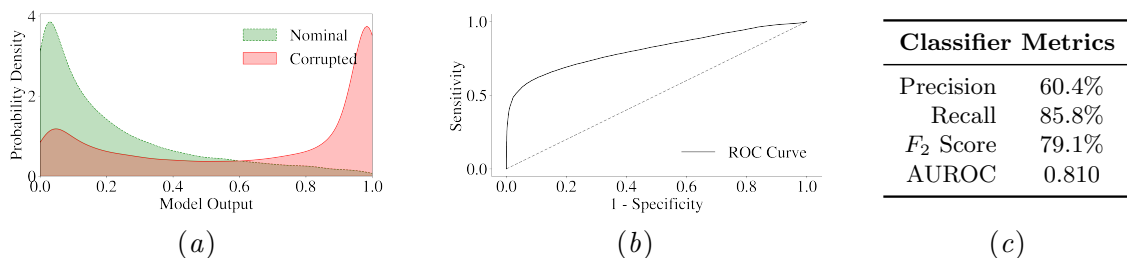 4
2
0
Probability Density
Nominal
Corrupted
0.0 0.2 0.4 0.6 0.8 1.0
Model Output
(a)
1.0
0.5
0.0
Sensitivity
ROC Curve
0.0 0.2 0.4 0.6 0.8 1.0
1 - Specificity
(b)
Classifier Metrics
Precision 60.4%
Recall 85.8%
F₂ Score 79.1%
AUROC 0.810
(c)